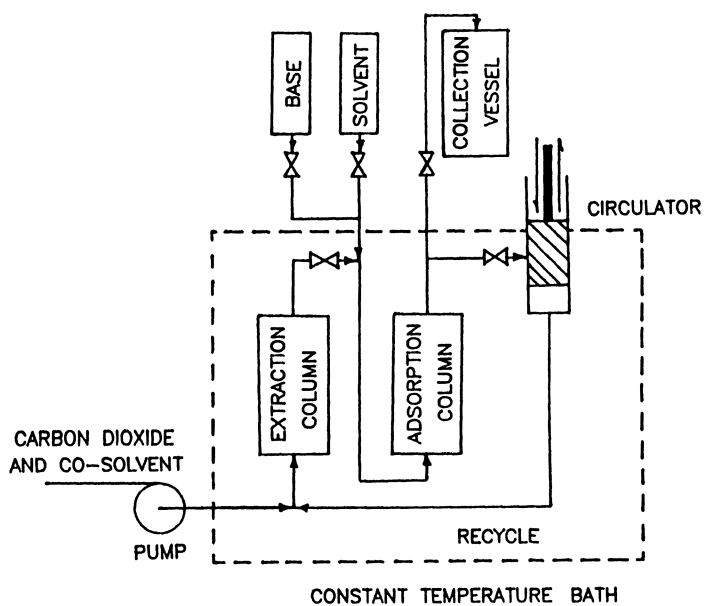 BASE
SOLVENT
COLLECTION
VESSEL
CIRCULATOR
EXTRACTION
COLUMN
ADSORPTION
COLUMN
CARBON DIOXIDE
AND CO-SOLVENT
PUMP
RECYCLE
CONSTANT TEMPERATURE BATH